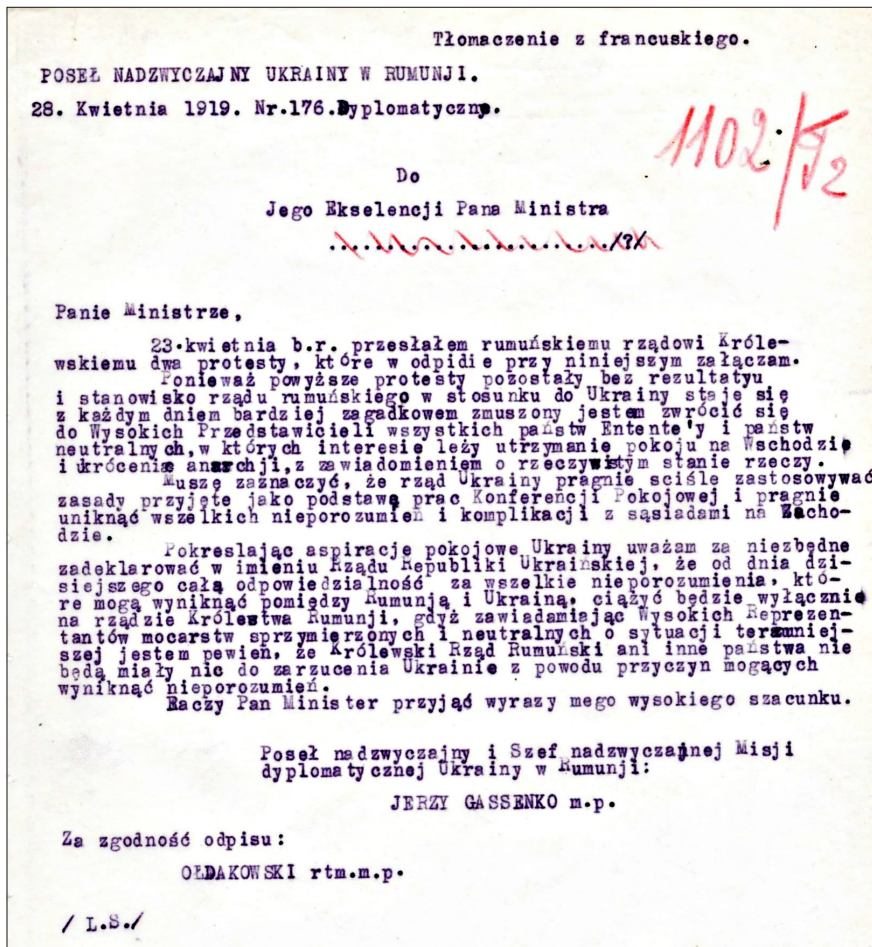 Tłomaczenie z francuskiego.
POSEŁ NADZWYCZAJNY UKRAINY W RUMUNJI.
28. Kwietnia 1919. Nr.176.Dyplomatyczne.
1102/T2
Do
Jego Ekselencji Pana Ministra
............................/?/
Panie Ministrze,
23.kwietnia b.r. przesłałem rumuńskiemu rządowi Króle-
wskiemu dwa protesty, które w odpidie przy niniejszym załączam.
Ponieważ powyższe protesty pozostały bez rezultatyu
i stanowisko rządu rumuńskiego w stosunku do Ukrainy staje się
z każdym dniem bardziej zagadkowem zmuszony jestem zwrócić się
do Wysokich Przedstawicieli wszystkich państw Entente'y i państw
neutralnych,w których interesie leży utrzymanie pokoju na Wschodzie
i ukrócenie anarchji,z zawiadomieniem o rzeczywistym stanie rzeczy.
Muszę zaznaczyć, że rząd Ukrainy pragnie sciśle zastosowywać
zasady przyjęte jako podstawę prac Konferencji Pokojowej i pragnie
uniknąć wszelkich nieporozumień i komplikacji z sąsiadami na Zacho-
dzie.
Pokreslając aspiracje pokojowe Ukrainy uważam za niezbędne
zadeklarować w imieniu Rządu Republiki Ukraińskiej, że od dnia dzi-
siejszego całą odpowiedzialność za wszelkie nieporozumienia, któ-
re mogą wyniknąć pomiędzy Rumunją i Ukrainą, ciążyć będzie wyłącznie
na rządzie Królestwa Rumunji, gdyż zawiadamiając Wysokich Reprezen-
tantów mocarstw sprzymierzonych i neutralnych o sytuacji teraźniej-
szej jestem pewień, że Królewski Rząd Rumuński ani inne państwa nie
będą miały nic do zarzucenia Ukrainie z powodu przyczyn mogących
wyniknąć nieporozumień.
Raczy Pan Minister przyjąć wyrazy mego wysokiego szacunku.
Poseł nadzwyczajny i Szef nadzwyczajnej Misji
dyplomatycznej Ukrainy w Rumunji:
JERZY GASSENKO m.p.
Za zgodność odpisu:
OŁDAKOWSKI rtm.m.p.
/ L.S./